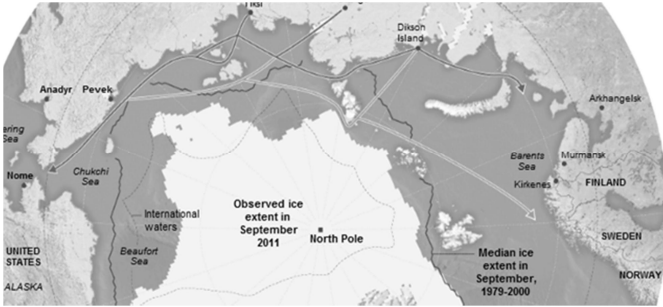 Tiksi
Dikson
Island
Anadyr
Pevek
Arkhangelsk
ering
Sea
Nome
Chukchi
Sea
Barents
Sea
Murmansk
Kirkenes
FINLAND
Observed ice
extent in
September
2011
International
waters
North Pole
SWEDEN
UNITED
STATES
Beaufort
Sea
Median ice
extent in
September,
1979-2000
NORWAY
ALASKA